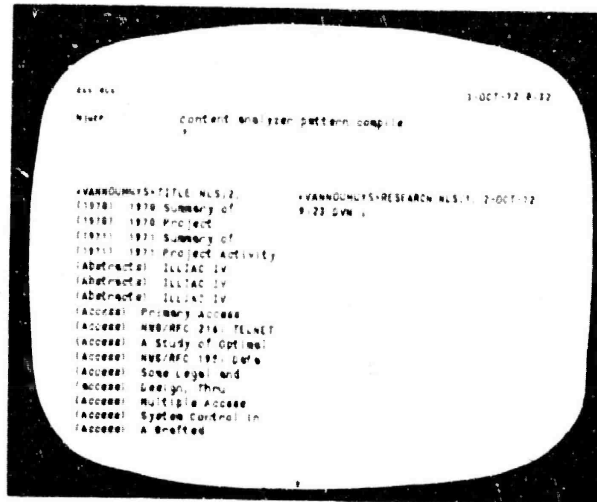 3-OCT-72 8:32
content analyzer pattern compile
<VANNOUHUYS>TITLE.NLS;2,
(1970) 1970 Summary of
(1970) 1970 Project
(1971) 1971 Summary of
(1971) 1971 Project Activity
(Abstracts) ILLIAC IV
(Abstracts) ILLIAC IV
(Abstracts) ILLIAC IV
(Access) Primary Access
(Access) NWG/RFC 216: TELNET
(Access) A Study of Optimal
(Access) NWG/RFC 195: Data
(Access) Some Legal and
(access) Design, Thru
(Access) Multiple Access
(Access) System Control in
(Access) A Drafted
<VANNOUHUYS>RESEARCH.NLS;1, 2-OCT-72
9:23 DVN ;